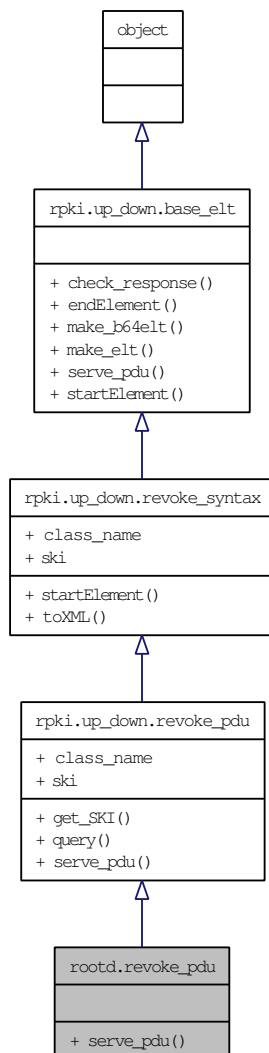 object
rpki.up_down.base_elt
+ check_response()
+ endElement()
+ make_b64elt()
+ make_elt()
+ serve_pdu()
+ startElement()
rpki.up_down.revoke_syntax
+ class_name
+ ski
+ startElement()
+ toXML()
rpki.up_down.revoke_pdu
+ class_name
+ ski
+ get_SKI()
+ query()
+ serve_pdu()
rootd.revoke_pdu
+ serve_pdu()